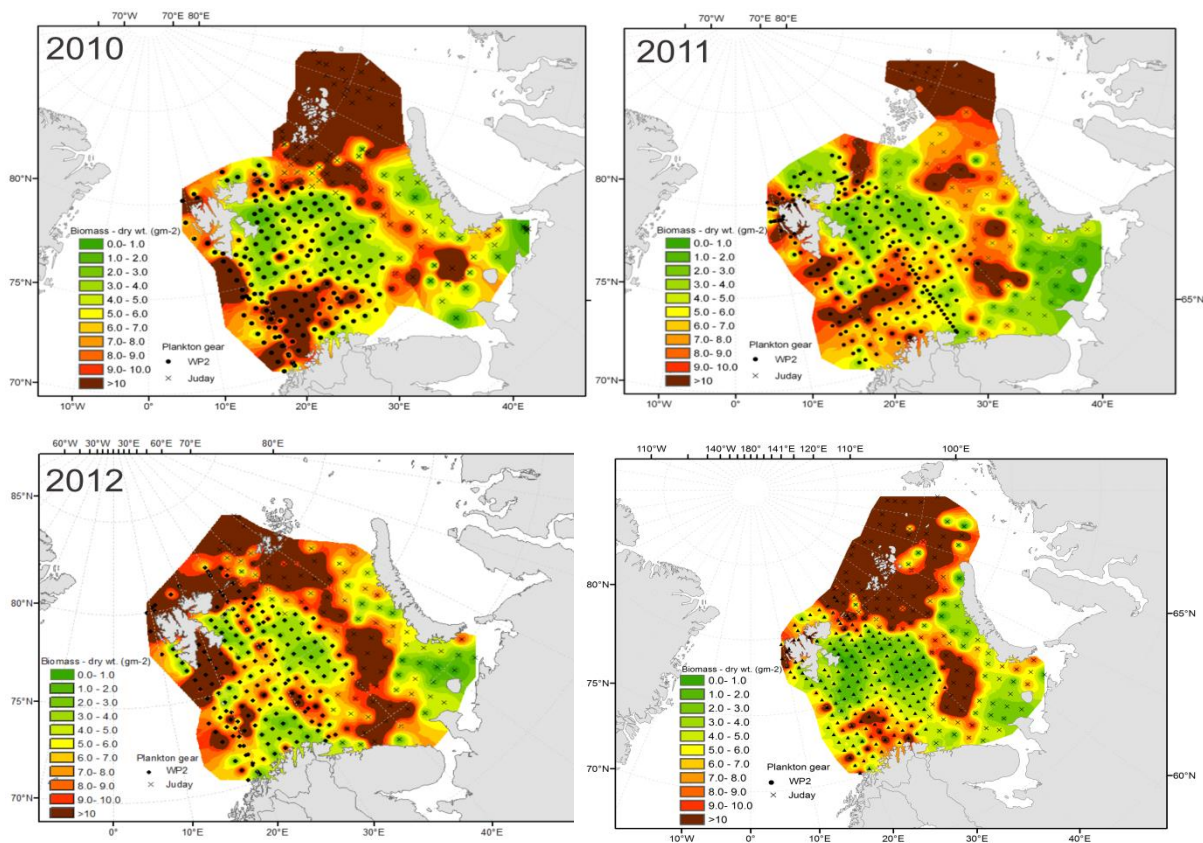 70°W 70°E 80°E
2010
80°N
75°N
70°N
Biomass - dry wt. (gm-2)
0.0- 1.0
1.0 - 2.0
2.0 - 3.0
3.0 - 4.0
4.0 - 5.0
5.0 - 6.0
6.0 - 7.0
7.0 - 8.0
8.0- 9.0
9.0- 10.0
>10
Plankton gear
WP2
Juday
10°W 0° 10°E 20°E 30°E 40°E
70°W 70°E 80°E
2011
80°N
75°N
70°N
65°N
Biomass - dry wt. (gm-2)
0.0- 1.0
1.0 - 2.0
2.0 - 3.0
3.0 - 4.0
4.0 - 5.0
5.0 - 6.0
6.0 - 7.0
7.0 - 8.0
8.0- 9.0
9.0- 10.0
>10
Plankton gear
WP2
Juday
10°W 0° 10°E 20°E 30°E 40°E
60°W 30°W 0° 30°E 60°E 70°E 80°E
2012
85°N
80°N
75°N
70°N
Biomass - dry wt. (gm-2)
0.0- 1.0
1.0 - 2.0
2.0 - 3.0
3.0 - 4.0
4.0 - 5.0
5.0 - 6.0
6.0 - 7.0
7.0 - 8.0
8.0- 9.0
9.0- 10.0
>10
Plankton gear
WP2
Juday
0° 10°E 20°E 30°E 40°E
110°W 140°W 180° 141°E 120°E 110°E 100°E
80°N
75°N
70°N
65°N
60°N
Biomass - dry wt. (gm-2)
0.0- 1.0
1.0 - 2.0
2.0 - 3.0
3.0 - 4.0
4.0 - 5.0
5.0 - 6.0
6.0 - 7.0
7.0 - 8.0
8.0- 9.0
9.0- 10.0
>10
Plankton gear
WP2
Juday
10°W 0° 10°E 20°E 30°E 40°E